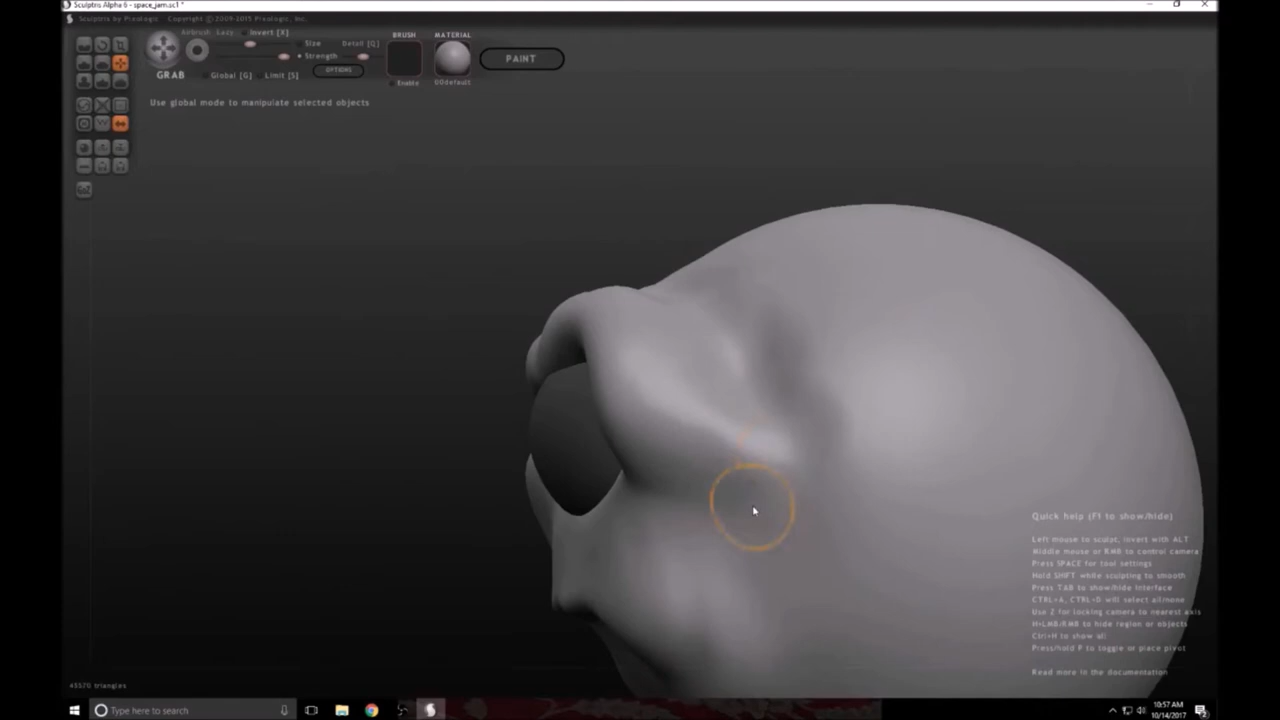 Sculptris Alpha 6 - space_jam.sc1 *
Sculptris by Pixologic Copyright © 2009-2015 Pixologic, Inc.
Airbrush Lazy Invert [X]
Size Detail [Q]
Strength
GRAB Global [G] Limit [S] OPTIONS
BRUSH
Enable
MATERIAL
00default
PAINT
Use global mode to manipulate selected objects
Quick help (F1 to show/hide)
Left mouse to sculpt, invert with ALT
Middle mouse or RMB to control camera
Press SPACE for tool settings
Hold SHIFT while sculpting to smooth
Press TAB to show/hide interface
CTRL+A, CTRL+D will select all/none
Use Z for locking camera to nearest axis
H+LMB/RMB to hide region or objects
Ctrl+H to show all
Press/hold P to toggle or place pivot
Read more in the documentation
45570 triangles
Type here to search
10:57 AM
10/14/2017